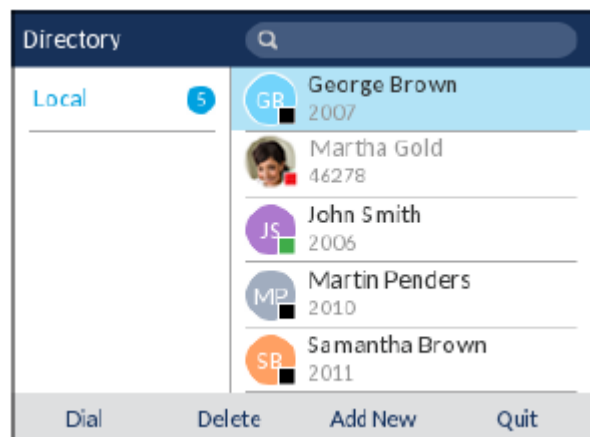 Directory
Local 5
GB George Brown
2007
Martha Gold
46278
JS John Smith
2006
MP Martin Penders
2010
SB Samantha Brown
2011
Dial Delete Add New Quit